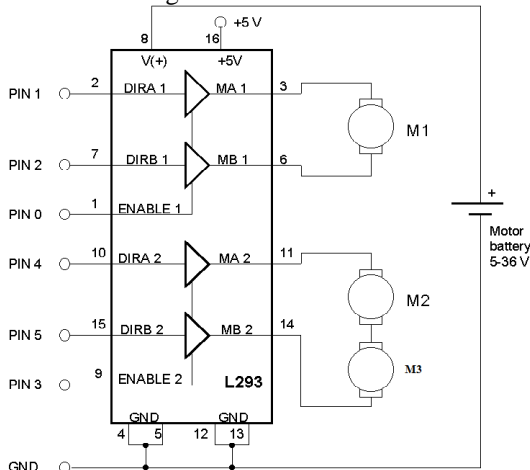 +5 V
8
16
V(+)
+5V
PIN 1
2
DIRA 1
MA 1
3
M1
PIN 2
7
DIRB 1
MB 1
6
PIN 0
1
ENABLE 1
+
Motor
battery
5-36 V
PIN 4
10
DIRA 2
MA 2
11
M2
PIN 5
15
DIRB 2
MB 2
14
M3
PIN 3
9
ENABLE 2
L293
GND
GND
4
5
12
13
GND